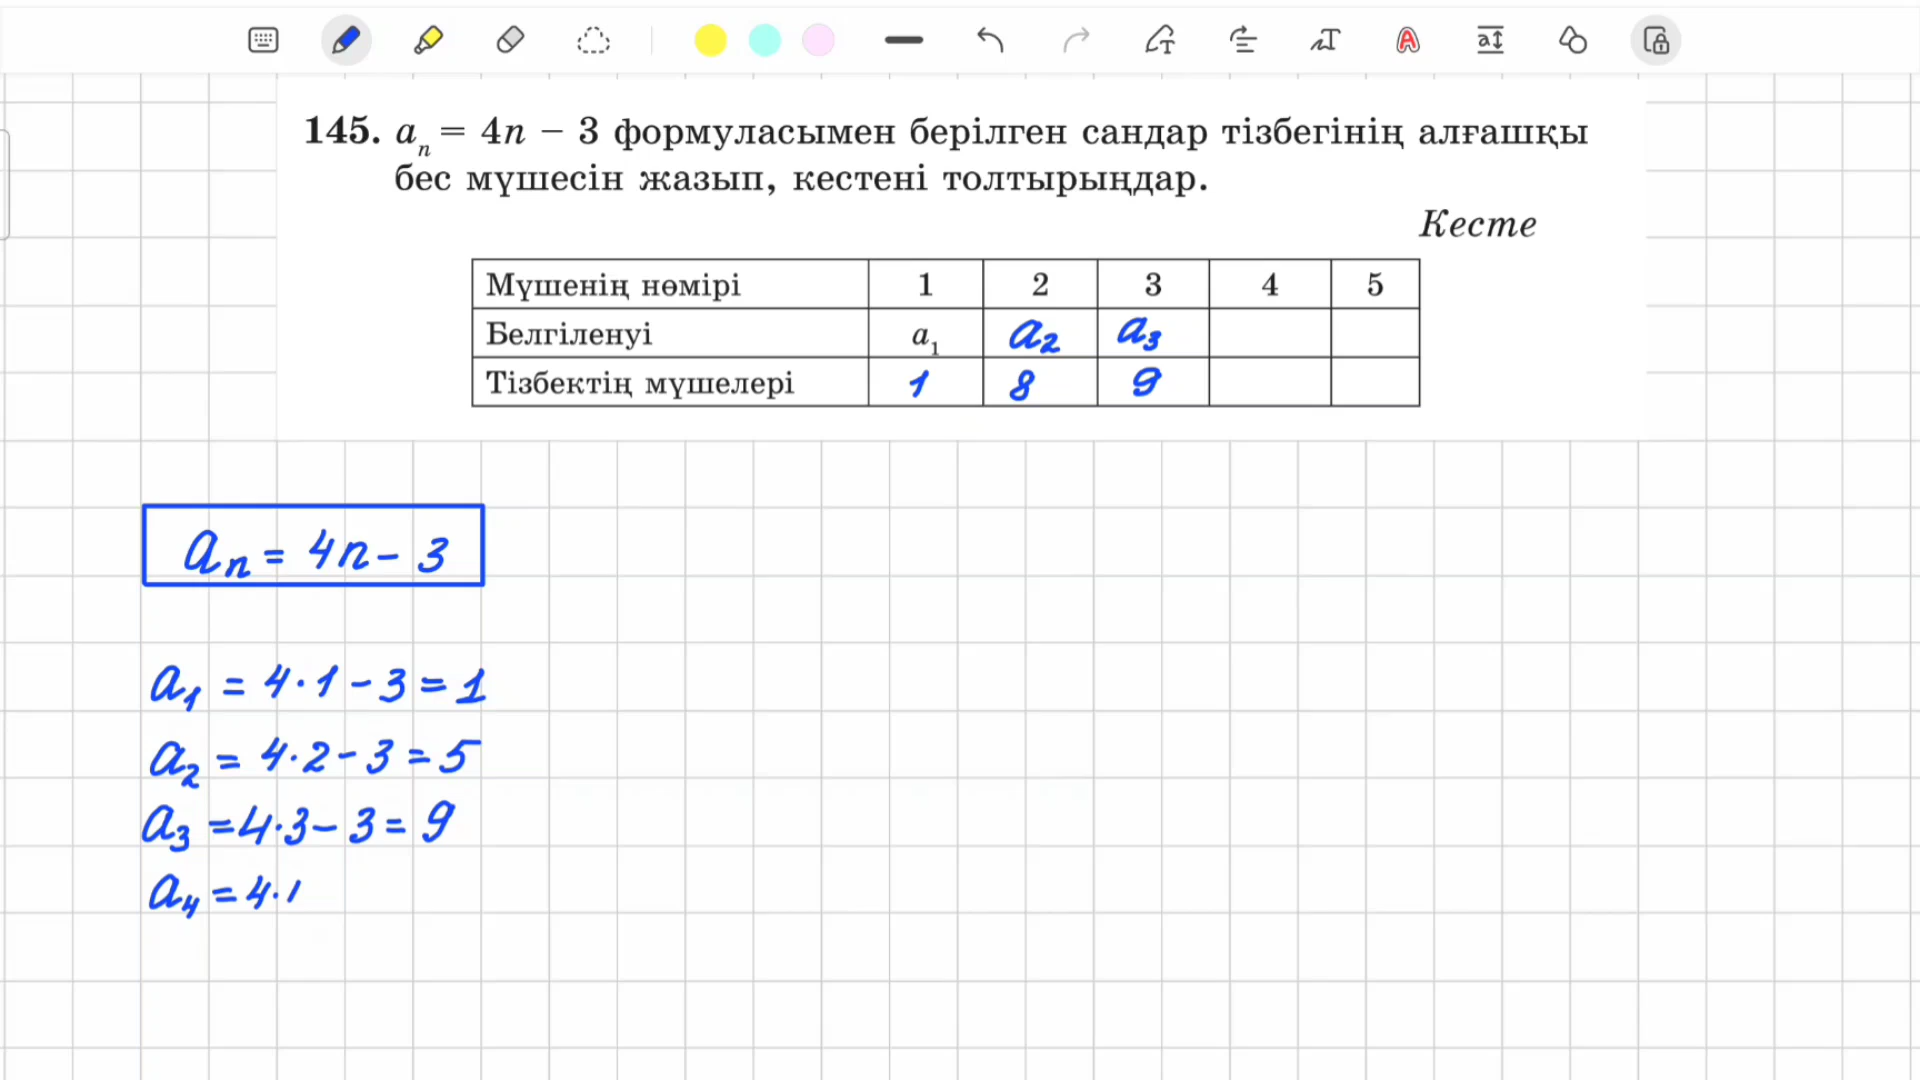 145. aₙ = 4n − 3 формуласымен берілген сандар тізбегінің алғашқы
бес мүшесін жазып, кестені толтырыңдар.
Кесте
Мүшенің нөмірі 1 2 3 4 5
Белгіленуі a₁ a₂ a₃
Тізбектің мүшелері 1 8 9
aₙ = 4n - 3
a₁ = 4·1 - 3 = 1
a₂ = 4·2 - 3 = 5
a₃ = 4·3 - 3 = 9
a₄ = 4·